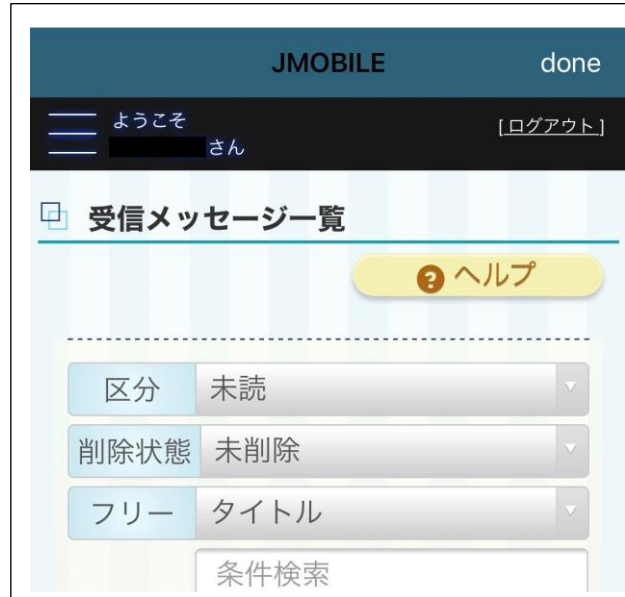 JMOBILE done
ようこそ
さん
[ログアウト]
受信メッセージ一覧
? ヘルプ
区分 未読
削除状態 未削除
フリー タイトル
条件検索